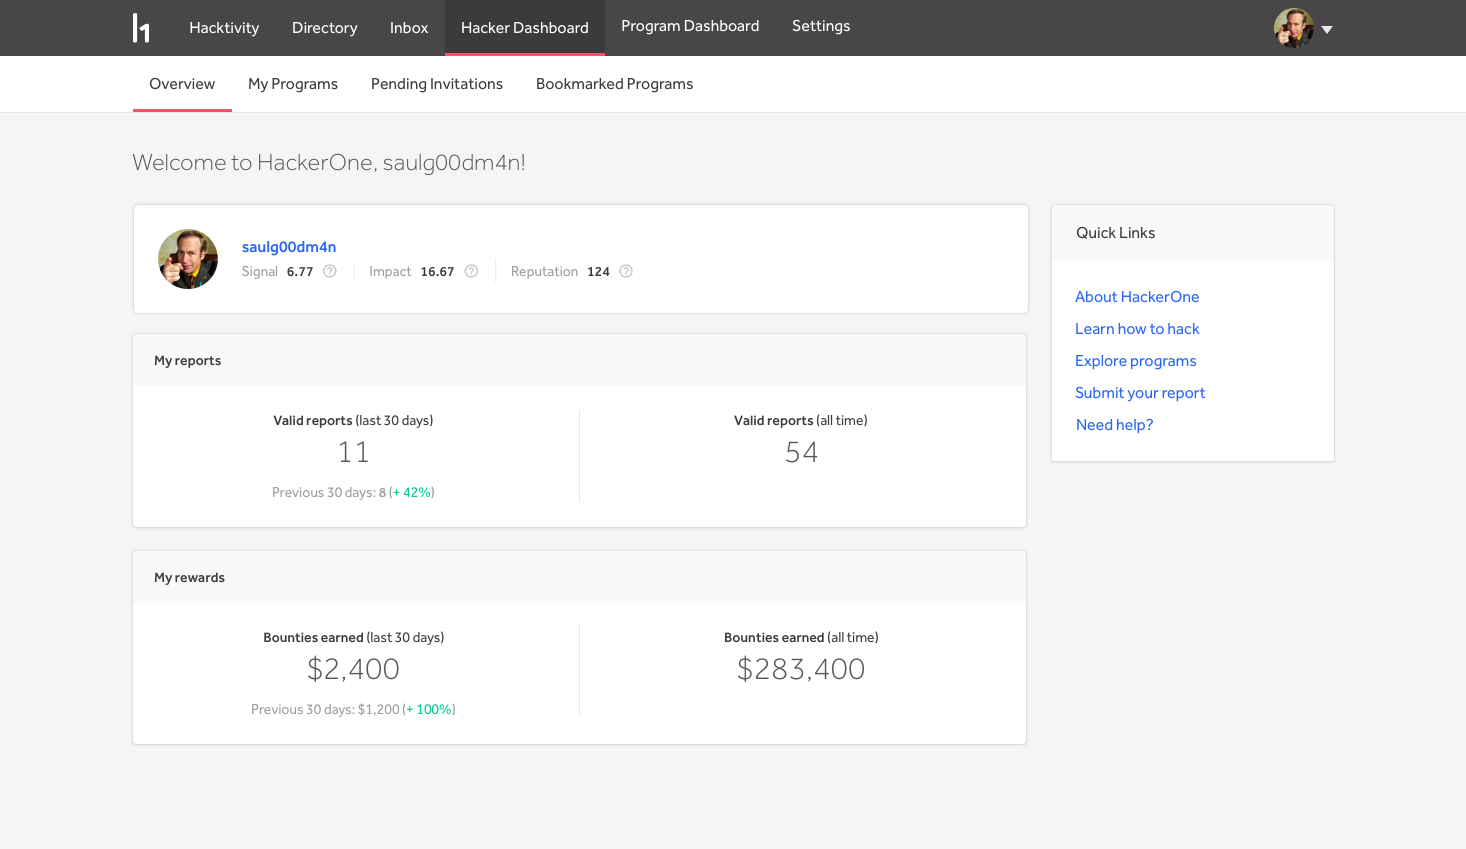 h1
Hacktivity Directory Inbox Hacker Dashboard Program Dashboard Settings
Overview My Programs Pending Invitations Bookmarked Programs
Welcome to HackerOne, saulg00dm4n!
saulg00dm4n
Signal 6.77 ? Impact 16.67 ? Reputation 124 ?
Quick Links
About HackerOne
Learn how to hack
Explore programs
Submit your report
Need help?
My reports
Valid reports (last 30 days)
11
Previous 30 days: 8 (+ 42%)
Valid reports (all time)
54
My rewards
Bounties earned (last 30 days)
$2,400
Previous 30 days: $1,200 (+ 100%)
Bounties earned (all time)
$283,400